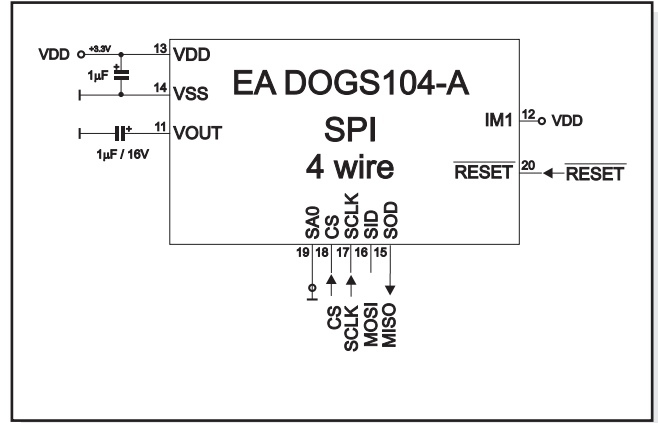 VDD +3.3V 13 VDD
1µF
14 VSS
11 VOUT
1µF / 16V
EA DOGS104-A
SPI
4 wire
IM1 12 VDD
RESET 20 RESET
SA0 CS SCLK SID SOD
19 18 17 16 15
CS SCLK MOSI MISO